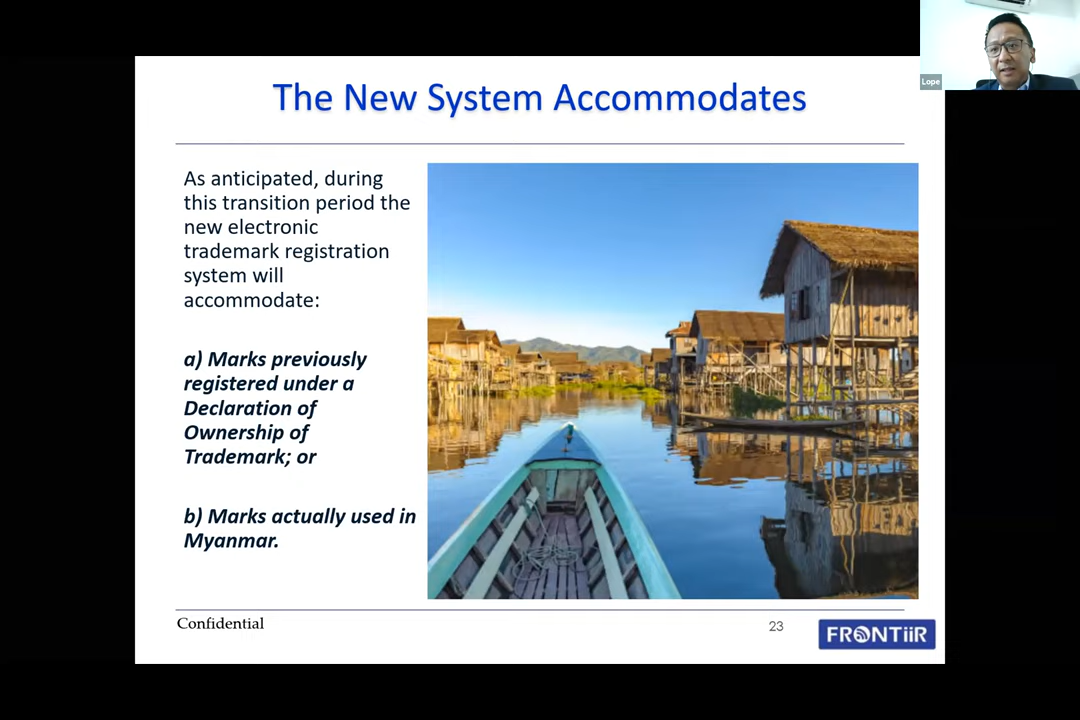 Lope
The New System Accommodates
As anticipated, during
this transition period the
new electronic
trademark registration
system will
accommodate:
a) Marks previously
registered under a
Declaration of
Ownership of
Trademark; or
b) Marks actually used in
Myanmar.
Confidential
23
FRONTiiR